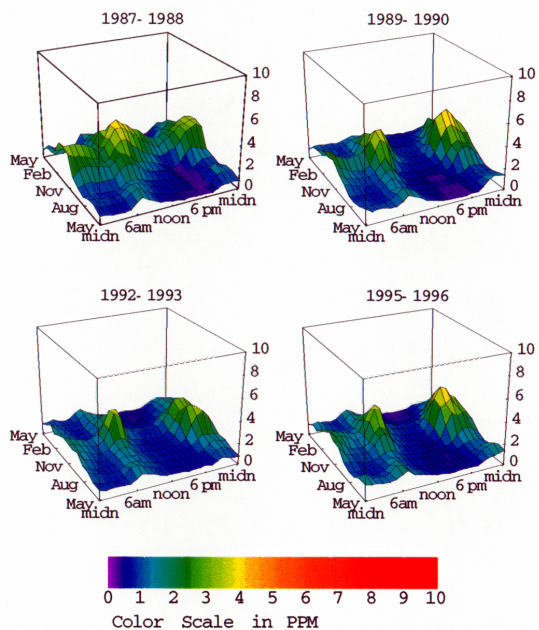 1987- 1988
10
8
6
4
2
0
May
Feb
Nov
Aug
May
midn
6am
noon
6 pm
midn
1989- 1990
10
8
6
4
2
0
May
Feb
Nov
Aug
May
midn
6am
noon
6 pm
midn
1992- 1993
10
8
6
4
2
0
May
Feb
Nov
Aug
May
midn
6am
noon
6 pm
midn
1995- 1996
10
8
6
4
2
0
May
Feb
Nov
Aug
May
midn
6am
noon
6 pm
midn
0 1 2 3 4 5 6 7 8 9 10
Color Scale in PPM